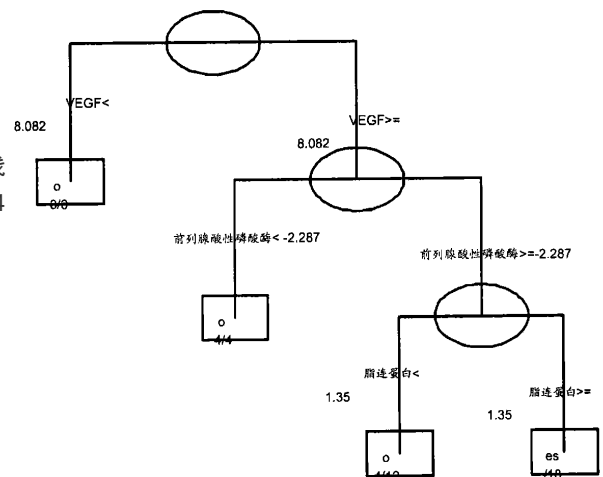 VEGF<
8.082
VEGF>=
8.082
o
前列腺酸性磷酸酶< -2.287
前列腺酸性磷酸酶>=-2.287
o
4/4
脂连蛋白<
1.35
脂连蛋白>=
1.35
o
es